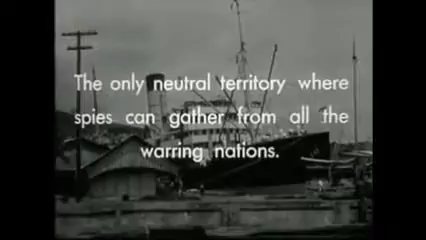 The only neutral territory where
spies can gather from all the
warring nations.